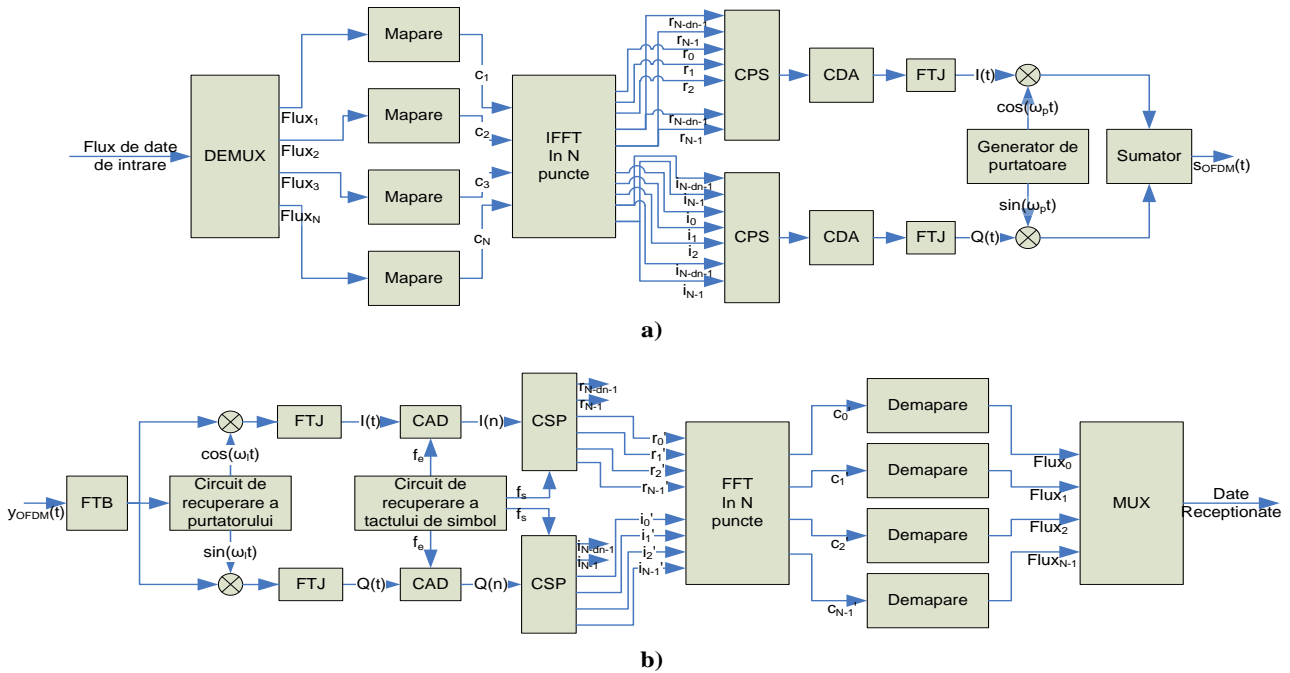 Flux de date
de intrare
DEMUX
Flux1
Flux2
Flux3
FluxN
Mapare
Mapare
Mapare
Mapare
c1
c2
c3
cN
IFFT
In N
puncte
rN-dn-1
rN-1
r0
r1
r2
rN-dn-1
rN-1
iN-dn-1
iN-1
i0
i1
i2
iN-dn-1
iN-1
CPS
CPS
CDA
CDA
FTJ
FTJ
I(t)
Q(t)
cos(ωpt)
Generator de
purtatoare
sin(ωpt)
Sumator
sOFDM(t)
a)
yOFDM(t)
FTB
cos(ωlt)
Circuit de
recuperare a
purtatorului
sin(ωlt)
FTJ
FTJ
I(t)
Q(t)
CAD
CAD
fe
Circuit de
recuperare a
tactului de simbol
fe
I(n)
Q(n)
fs
fs
CSP
CSP
rN-dn-1
rN-1
r0'
r1'
r2'
rN-1'
iN-dn-1
iN-1
i0'
i1'
i2'
iN-1'
FFT
In N
puncte
c0'
c1'
c2'
cN-1'
Demapare
Demapare
Demapare
Demapare
Flux0
Flux1
Flux2
FluxN-1
MUX
Date
Receptionate
b)